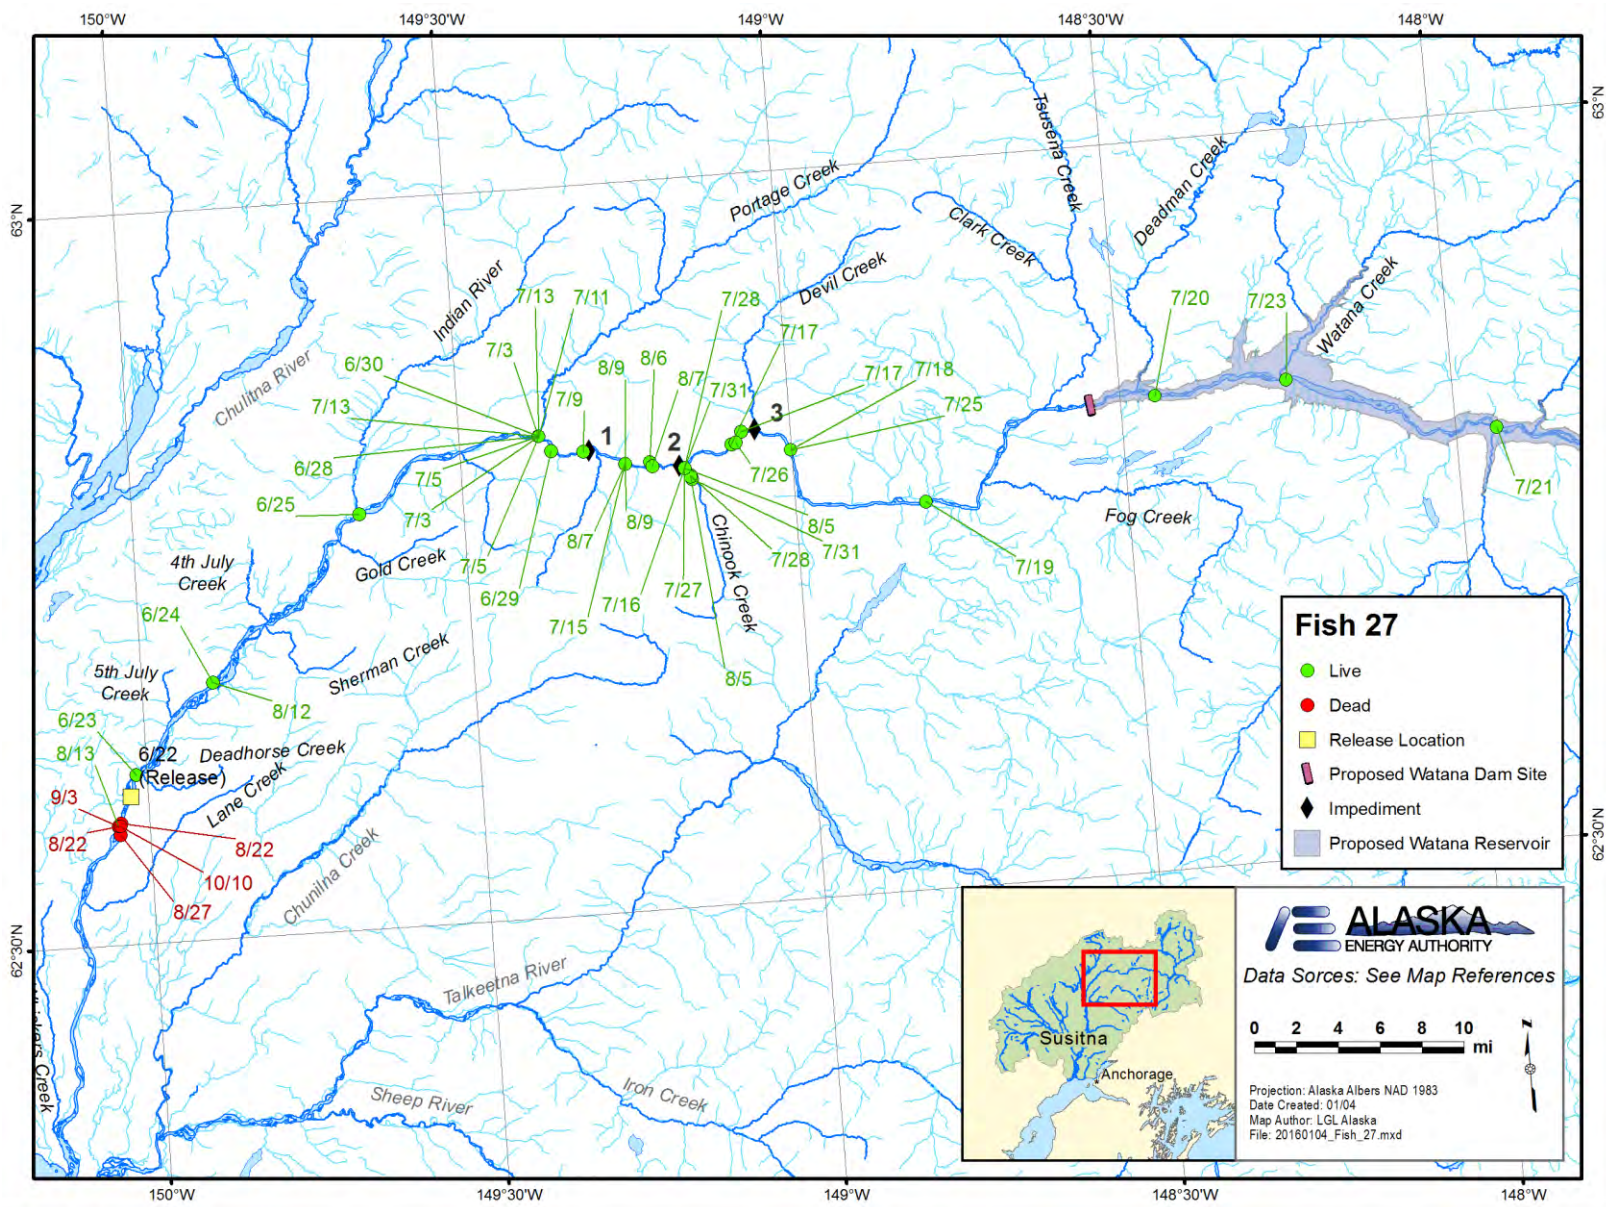 150°W
149°30'W
149°W
148°30'W
148°W
63°N
63°N
Tsusena Creek
Deadman Creek
Portage Creek
Clark Creek
Devil Creek
Watana Creek
Indian River
Chulitna River
7/13
7/11
7/28
7/20
7/23
7/3
7/17
6/30
8/9
8/6
8/7
7/31
7/17
7/18
7/13
7/9
7/25
1
2
3
6/28
7/5
7/26
7/21
6/25
7/3
8/7
8/9
8/5
7/31
7/28
Fog Creek
4th July
Creek
Gold Creek
7/5
6/29
7/19
7/16
7/27
Chinook Creek
6/24
7/15
Sherman Creek
5th July
Creek
8/5
8/12
6/23
8/13
6/22
(Release)
Deadhorse Creek
Lane Creek
9/3
8/22
8/22
10/10
8/27
Chunilna Creek
62°30'N
62°30'N
Talkeetna River
Whiskers Creek
Sheep River
Iron Creek
Fish 27
Live
Dead
Release Location
Proposed Watana Dam Site
Impediment
Proposed Watana Reservoir
Susitna
Anchorage
ALASKA
ENERGY AUTHORITY
Data Sorces: See Map References
0 2 4 6 8 10
mi
N
Projection: Alaska Albers NAD 1983
Date Created: 01/04
Map Author: LGL Alaska
File: 20160104_Fish_27.mxd
150°W
149°30'W
149°W
148°30'W
148°W